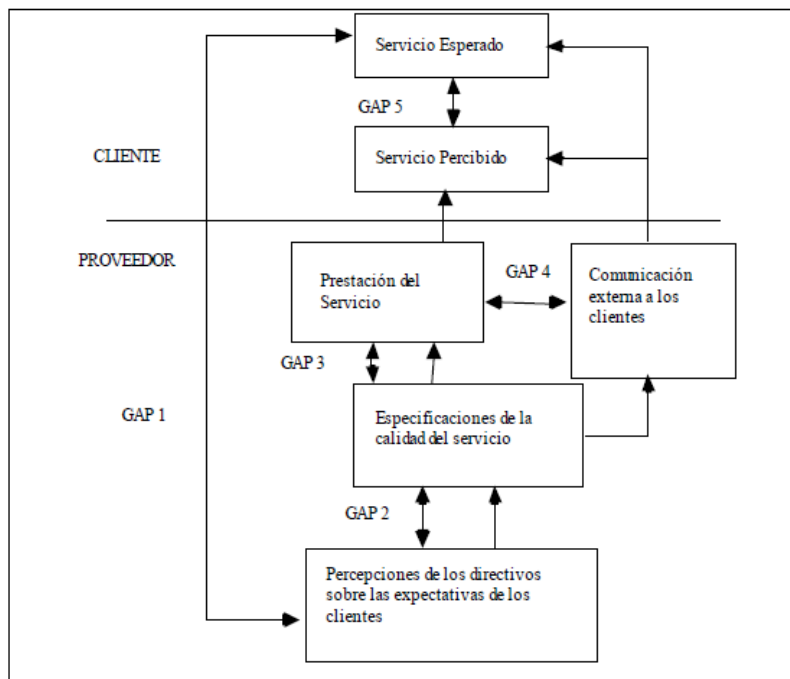 Servicio Esperado
GAP 5
Servicio Percibido
CLIENTE
PROVEEDOR
Prestación del
Servicio
GAP 4
Comunicación
externa a los
clientes
GAP 3
GAP 1
Especificaciones de la
calidad del servicio
GAP 2
Percepciones de los directivos
sobre las expectativas de los
clientes